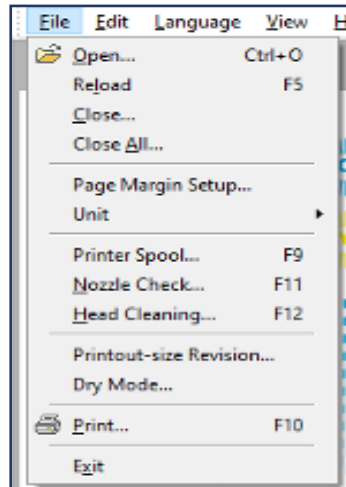 File Edit Language View H
Open... Ctrl+O
Reload F5
Close...
Close All...
Page Margin Setup...
Unit
Printer Spool... F9
Nozzle Check... F11
Head Cleaning... F12
Printout-size Revision...
Dry Mode...
Print... F10
Exit